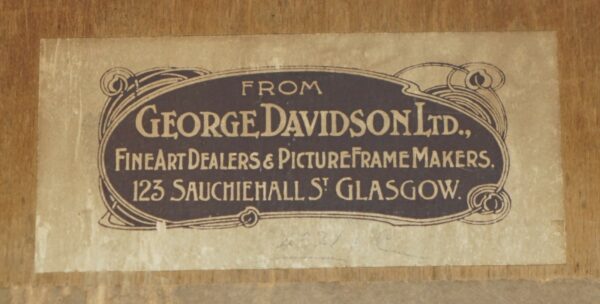 FROM
GEORGE DAVIDSON LTD.,
FINE ART DEALERS & PICTURE FRAME MAKERS,
123 SAUCHIEHALL ST GLASGOW.